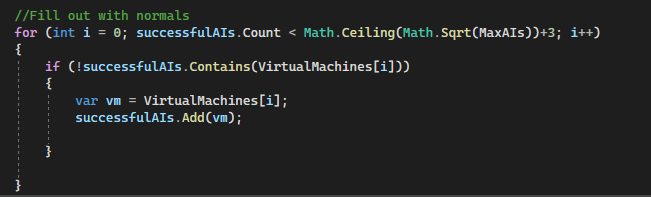 //Fill out with normals
for (int i = 0; successfulAIs.Count < Math.Ceiling(Math.Sqrt(MaxAIs))+3; i++)
{
if (!successfulAIs.Contains(VirtualMachines[i]))
{
var vm = VirtualMachines[i];
successfulAIs.Add(vm);
}
}